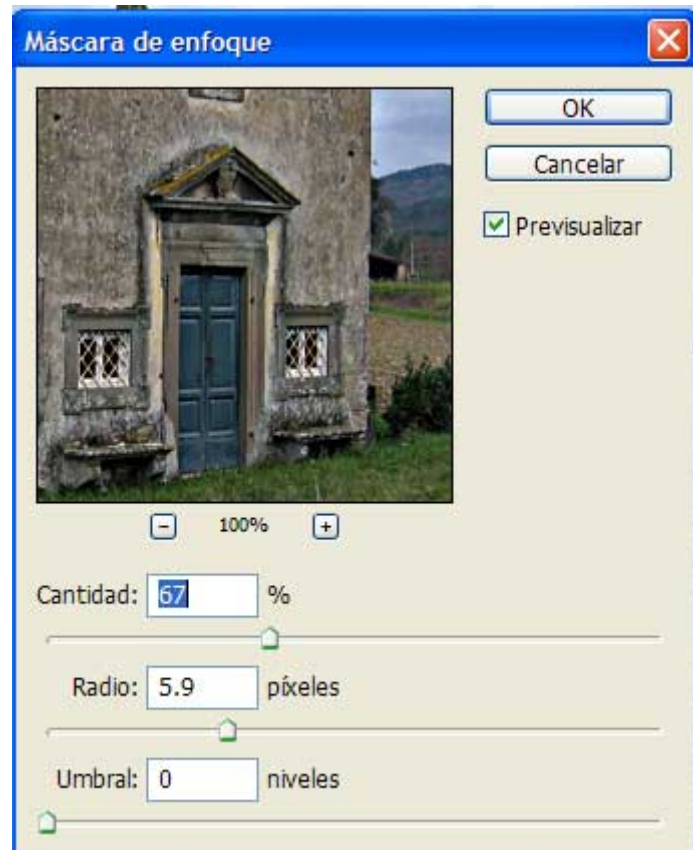 Máscara de enfoque
OK
Cancelar
Previsualizar
100%
Cantidad: 67 %
Radio: 5.9 píxeles
Umbral: 0 niveles